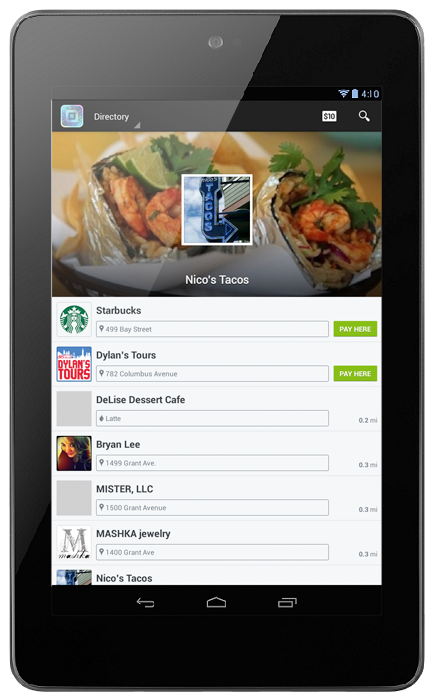 4:10
Directory
$10
TACOS
Nico's Tacos
Starbucks
499 Bay Street
PAY HERE
Dylan's Tours
DYLAN'S
TOURS
782 Columbus Avenue
PAY HERE
DeLise Dessert Cafe
Latte
0.2 mi
Bryan Lee
1499 Grant Ave.
0.3 mi
MISTER, LLC
1500 Grant Avenue
0.3 mi
MASHKA jewelry
M
mashka
1400 Grant Ave
0.3 mi
Nico's Tacos